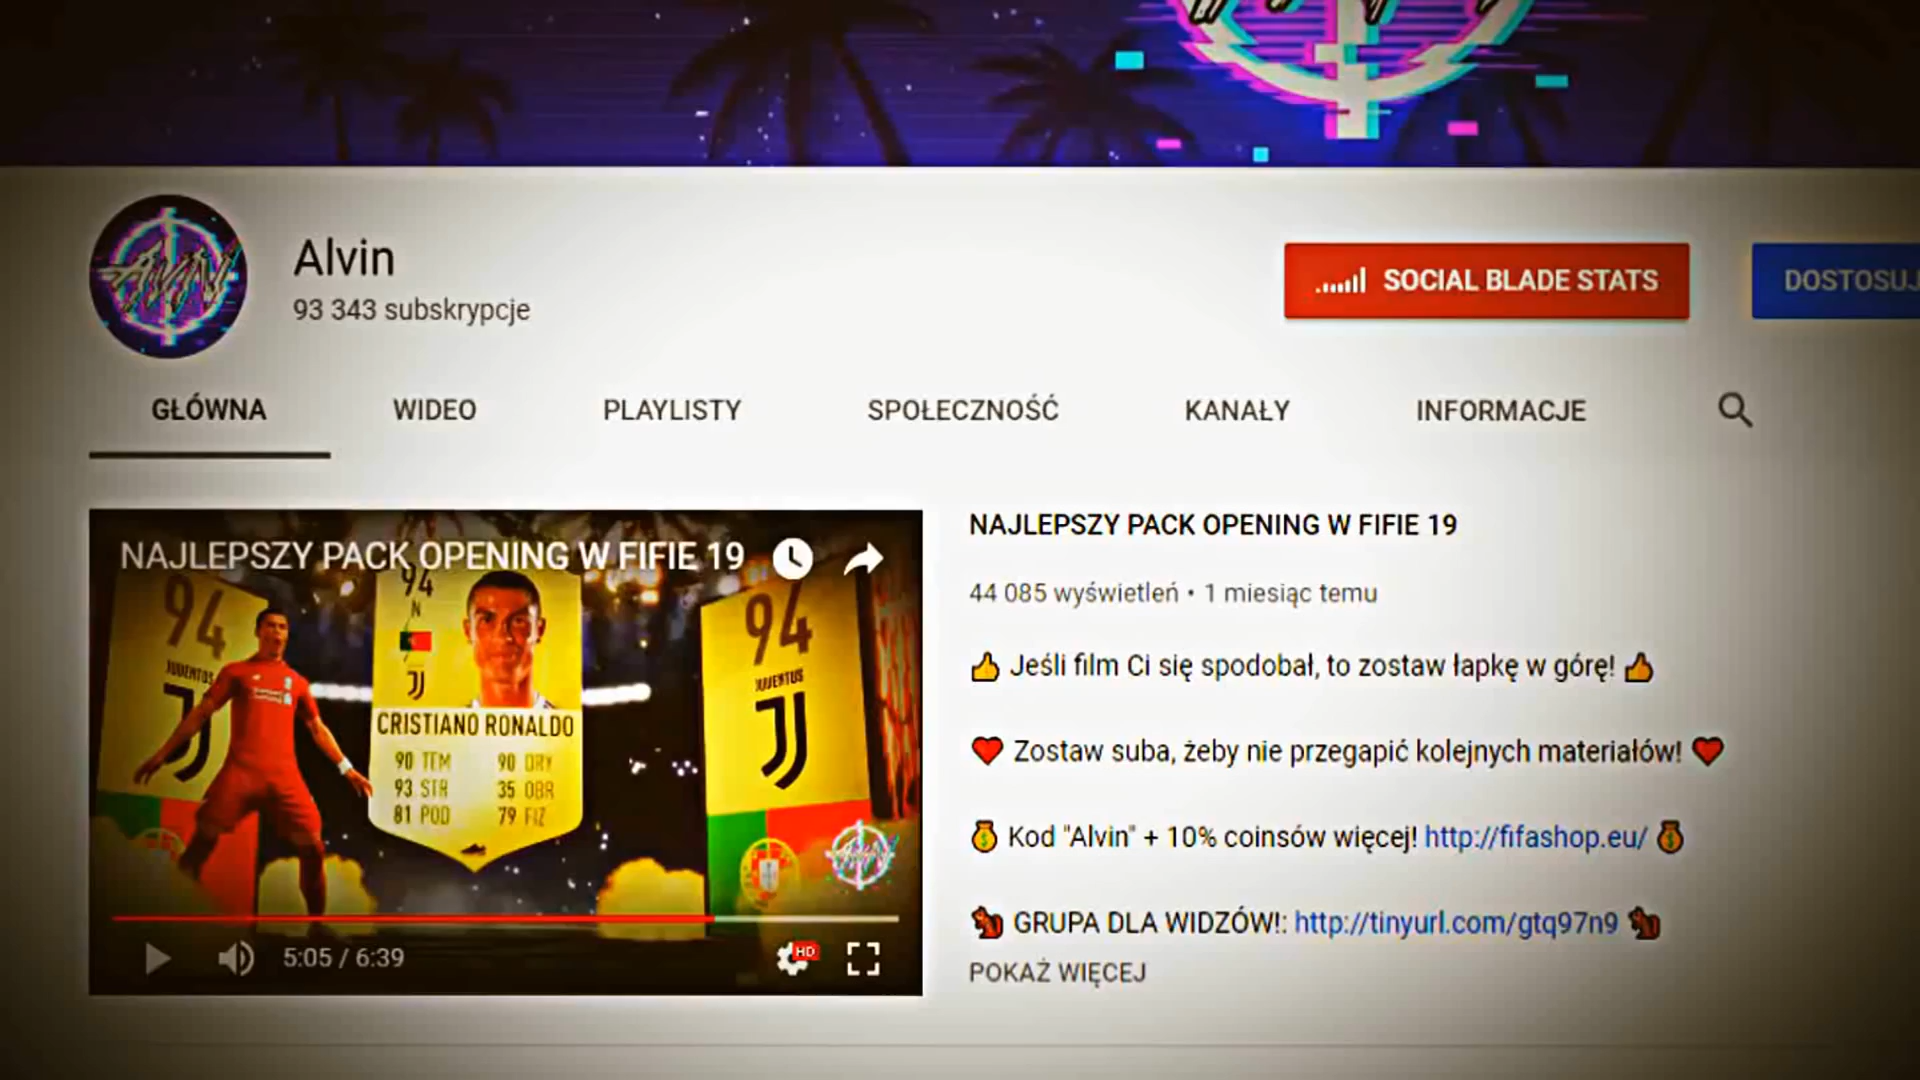 Alvin
93 343 subskrypcje
SOCIAL BLADE STATS
DOSTOSUJ
GŁÓWNA
WIDEO
PLAYLISTY
SPOŁECZNOŚĆ
KANAŁY
INFORMACJE
NAJLEPSZY PACK OPENING W FIFIE 19
94
JUVENTUS
94
N
CRISTIANO RONALDO
90 TEM 90 DRY
93 STR 35 OBR
81 POD 79 FIZ
94
JUVENTUS
ALVIN
5:05 / 6:39
HD
NAJLEPSZY PACK OPENING W FIFIE 19
44 085 wyświetleń • 1 miesiąc temu
👍 Jeśli film Ci się spodobał, to zostaw łapkę w górę! 👍
❤ Zostaw suba, żeby nie przegapić kolejnych materiałów! ❤
💰 Kod "Alvin" + 10% coinsów więcej! http://fifashop.eu/ 💰
🐿 GRUPA DLA WIDZÓW!: http://tinyurl.com/gtq97n9 🐿
POKAŻ WIĘCEJ